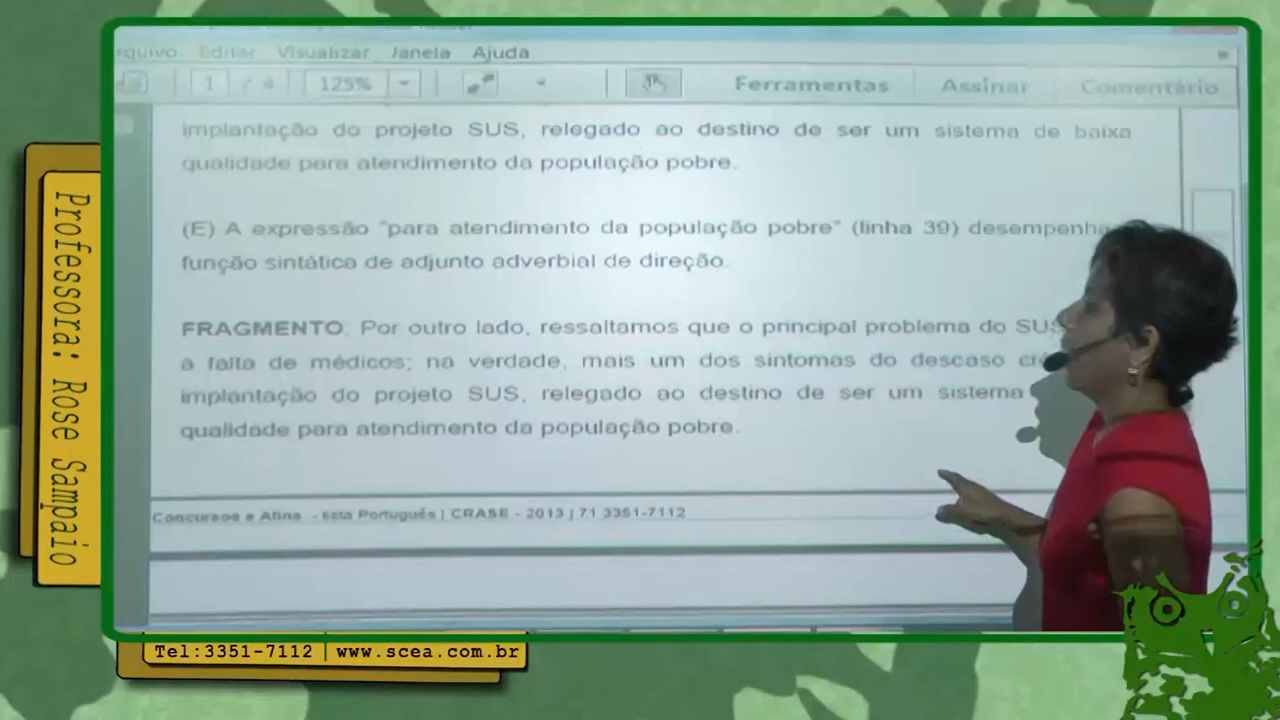 Arquivo Editar Visualizar Janela Ajuda
1 / 4 125% Ferramentas Assinar Comentário
implantação do projeto SUS, relegado ao destino de ser um sistema de baixa
qualidade para atendimento da população pobre.
(E) A expressão "para atendimento da população pobre" (linha 39) desempenha
função sintática de adjunto adverbial de direção.
FRAGMENTO: Por outro lado, ressaltamos que o principal problema do SUS
a falta de médicos; na verdade, mais um dos sintomas do descaso
implantação do projeto SUS, relegado ao destino de ser um sistema
qualidade para atendimento da população pobre.
Concursos e | CRASE - 2013 | 71 3351-7112
Professora: Rose Sampaio
Tel:3351-7112 | www.scea.com.br